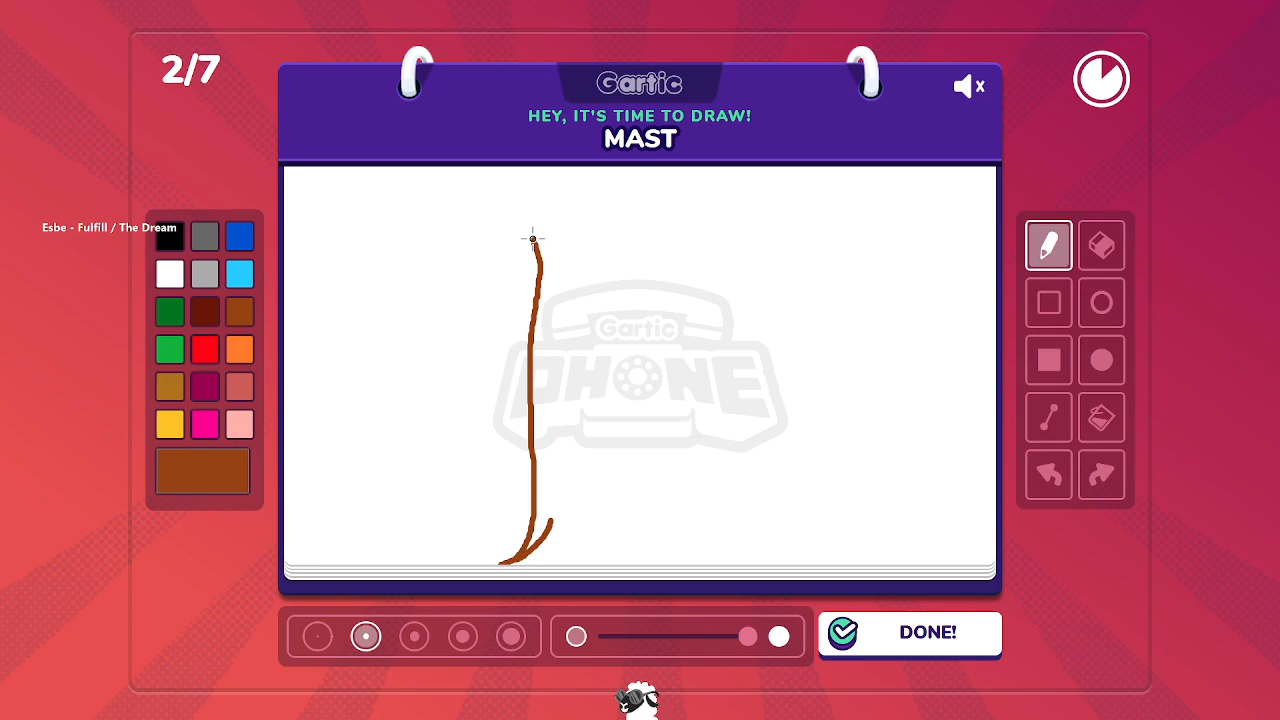 2/7
Gartic
HEY, IT'S TIME TO DRAW!
MAST
Esbe - Fulfill / The Dream
Gartic
PHONE
DONE!